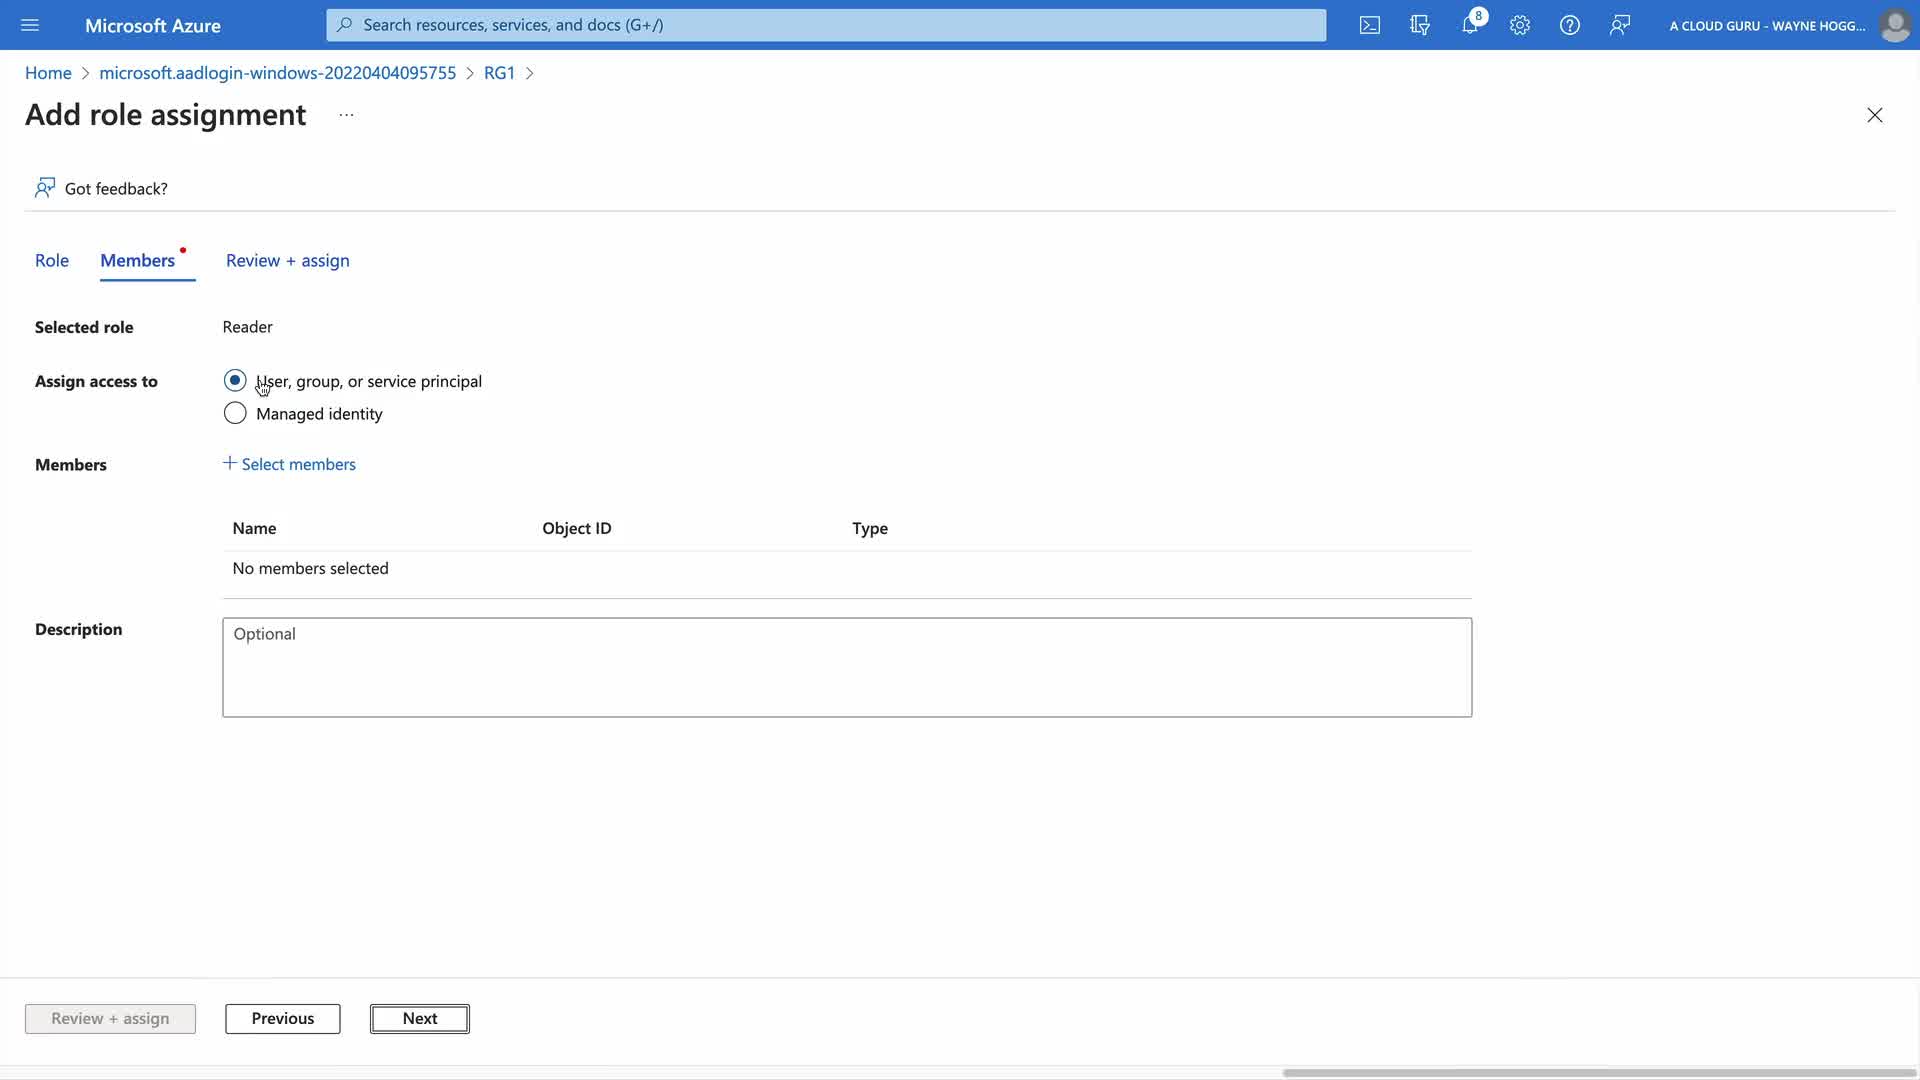 Microsoft Azure
Search resources, services, and docs (G+/)
8
A CLOUD GURU - WAYNE HOGG...
Home > microsoft.aadlogin-windows-20220404095755 > RG1 >
Add role assignment ...
Got feedback?
Role Members Review + assign
Selected role Reader
Assign access to User, group, or service principal
Managed identity
Members + Select members
Name Object ID Type
No members selected
Description Optional
Review + assign Previous Next